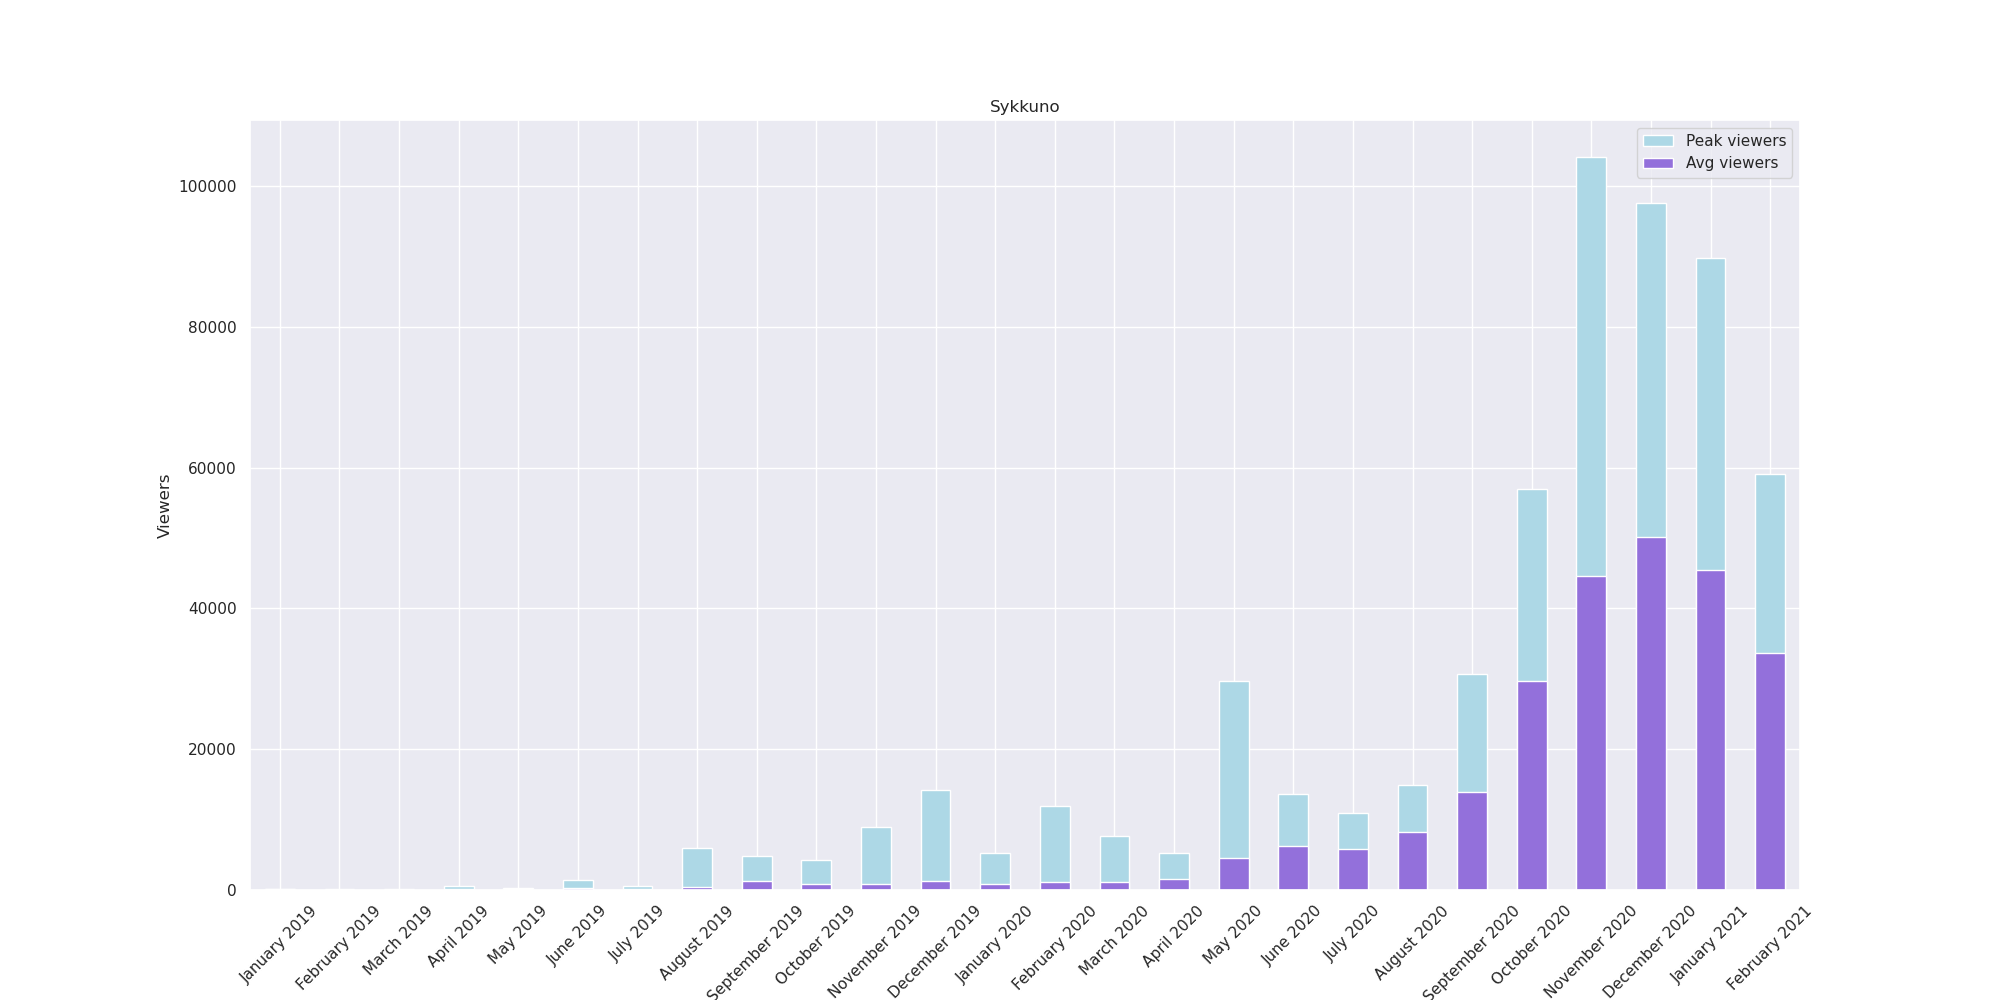 Sykkuno
Peak viewers
Avg viewers
100000
80000
60000
40000
20000
0
Viewers
January 2019
February 2019
March 2019
April 2019
May 2019
June 2019
July 2019
August 2019
September 2019
October 2019
November 2019
December 2019
January 2020
February 2020
March 2020
April 2020
May 2020
June 2020
July 2020
August 2020
September 2020
October 2020
November 2020
December 2020
January 2021
February 2021